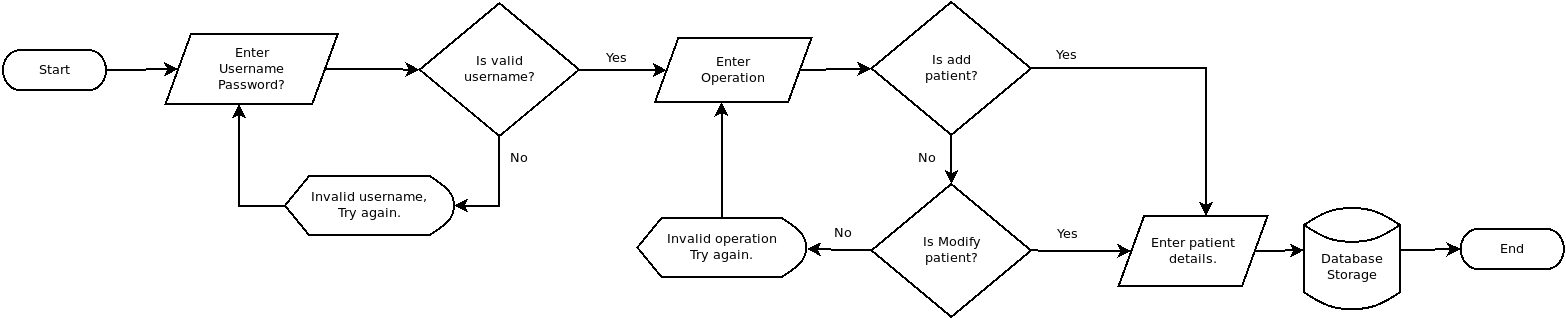 Start
Enter
Username
Password?
Is valid
username?
Yes
No
Invalid username,
Try again.
Enter
Operation
Is add
patient?
Yes
No
Is Modify
patient?
No
Invalid operation
Try again.
Yes
Enter patient
details.
Database
Storage
End